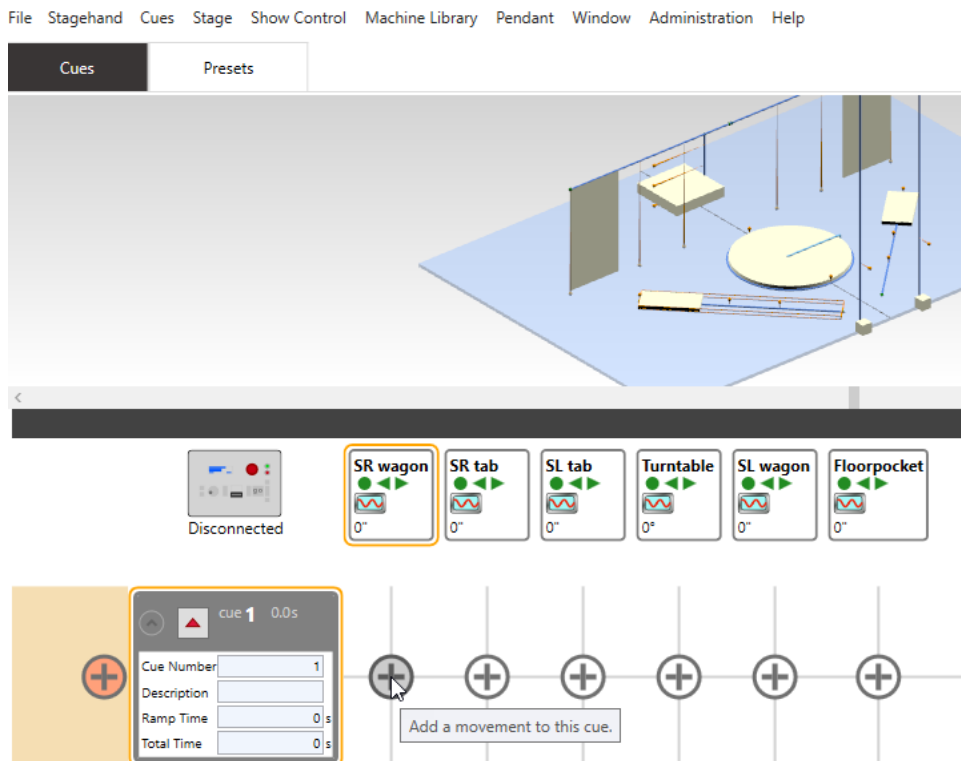 File Stagehand Cues Stage Show Control Machine Library Pendant Window Administration Help
Cues Presets
SR wagon SR tab SL tab Turntable SL wagon Floorpocket
0" 0" 0" 0° 0" 0"
Disconnected
cue 1 0.0s
Cue Number 1
Description
Ramp Time 0 s
Total Time 0 s
Add a movement to this cue.